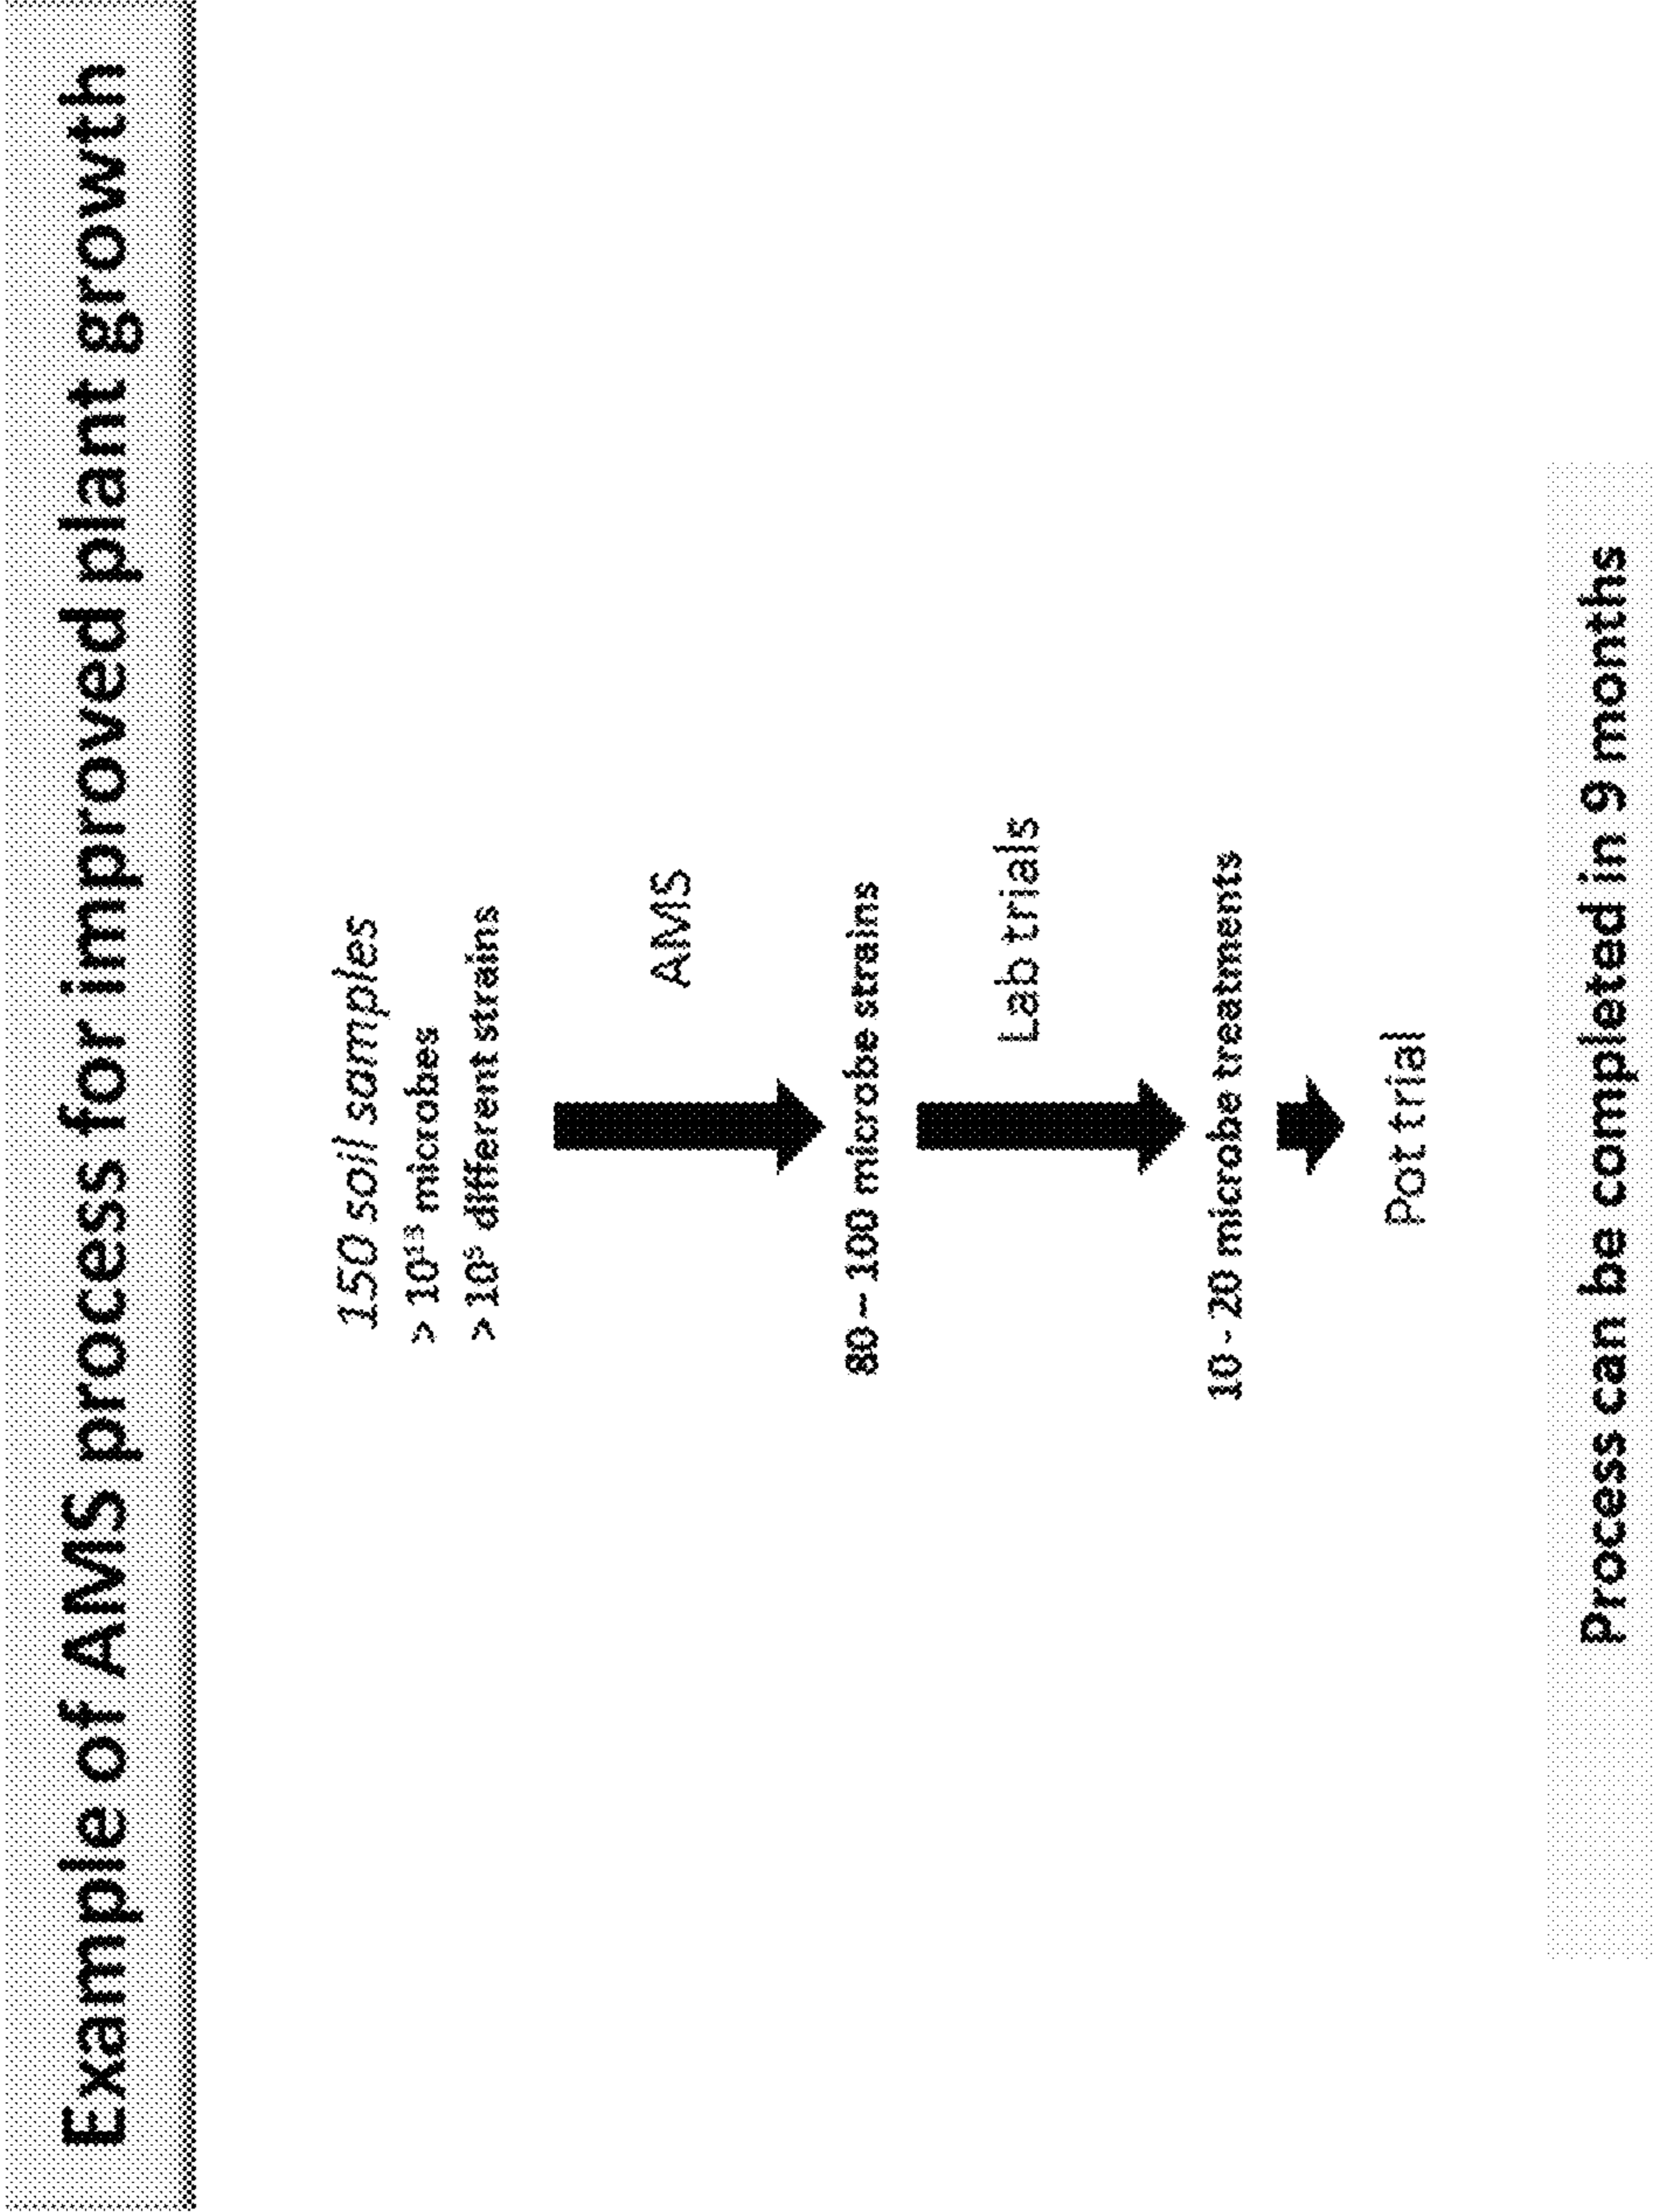 Example of AMS process for improved plant growth
150 soil samples
> 10¹³ microbes
> 10⁵ different strains
AMS
80 – 100 microbe strains
Lab trials
10 - 20 microbe treatments
Pot trial
Process can be completed in 9 months